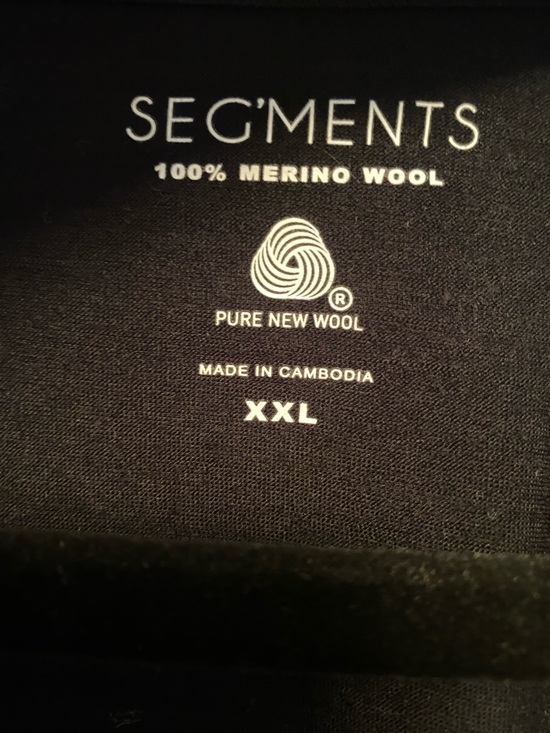 SEG'MENTS
100% MERINO WOOL
®
PURE NEW WOOL
MADE IN CAMBODIA
XXL